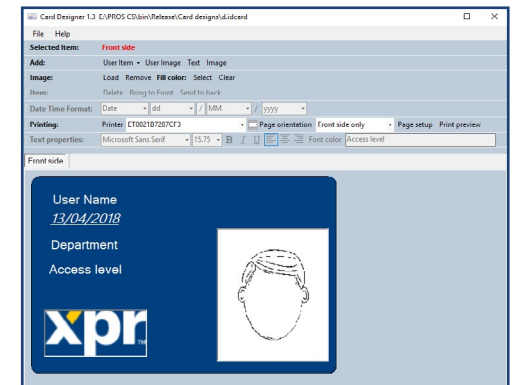 Card Designer 1.3 E:\PROS CS\bin\Release\Card designs\d.idcard
File Help
Selected Item: Front side
Add: User Item User Image Text Image
Image: Load Remove Fill color: Select Clear
Item: Delete Bring to Front Send to back
Date Time Format: Date dd / MM / yyyy
Printing: Printer ET0021B7287CF3 Page orientation Front side only Page setup Print preview
Text properties: Microsoft Sans Serif 15.75 B I U Font color Access level
Front side
User Name
13/04/2018
Department
Access level
xpr
TM